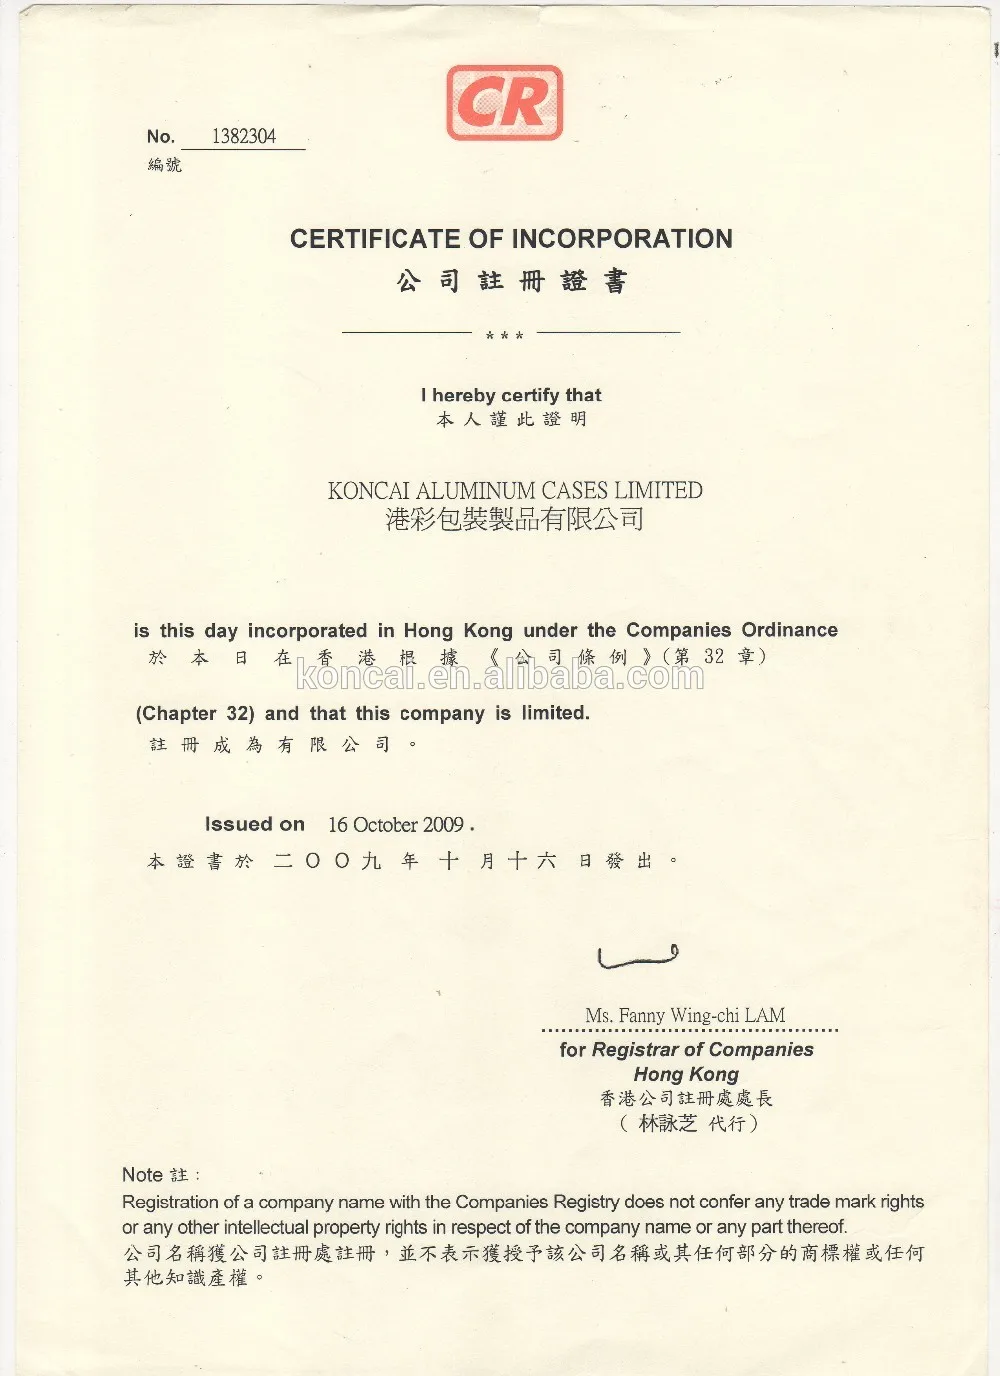 CR
No. 1382304
編號
CERTIFICATE OF INCORPORATION
公司註冊證書
***
I hereby certify that
本人謹此證明
KONCAI ALUMINUM CASES LIMITED
港彩包裝製品有限公司
is this day incorporated in Hong Kong under the Companies Ordinance
於本日在香港根據《公司條例》(第 32 章)
koncai.en.alibaba.com
(Chapter 32) and that this company is limited.
註冊成為有限公司。
Issued on 16 October 2009.
本證書於二〇〇九年十月十六日發出。
Ms. Fanny Wing-chi LAM
for Registrar of Companies
Hong Kong
香港公司註冊處處長
(林詠芝 代行)
Note 註:
Registration of a company name with the Companies Registry does not confer any trade mark rights
or any other intellectual property rights in respect of the company name or any part thereof.
公司名稱獲公司註冊處註冊,並不表示獲授予該公司名稱或其任何部分的商標權或任何
其他知識產權。